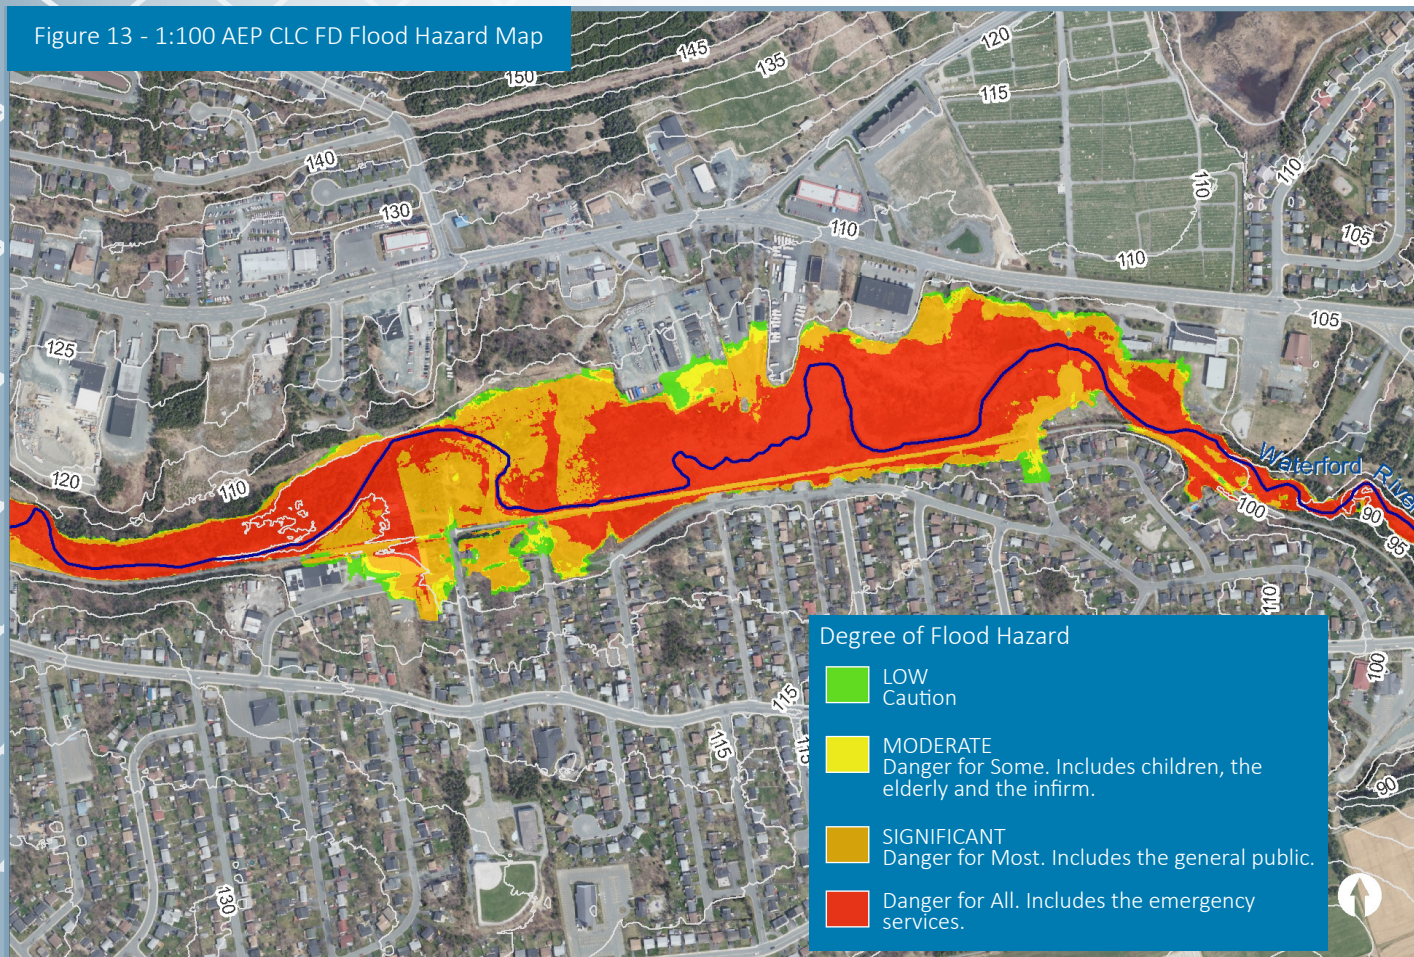 Figure 13 - 1:100 AEP CLC FD Flood Hazard Map
150
145
135
120
115
140
130
110
110
110
110
105
105
125
120
110
Waterford River
100
90
95
110
100
115
115
115
130
90
Degree of Flood Hazard
LOW
Caution
MODERATE
Danger for Some. Includes children, the
elderly and the infirm.
SIGNIFICANT
Danger for Most. Includes the general public.
Danger for All. Includes the emergency
services.